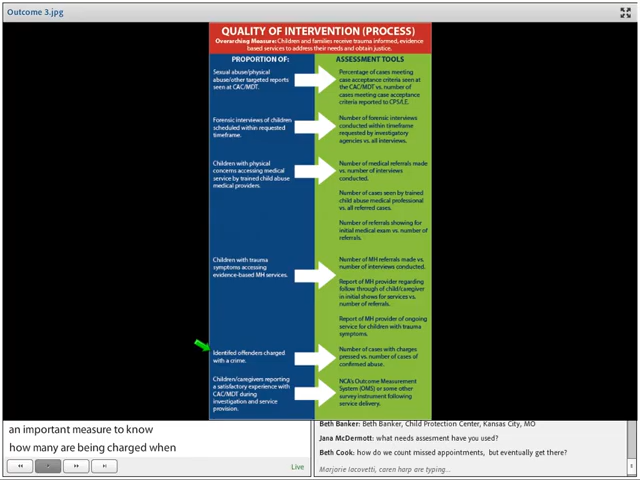 Outcome 3.jpg
QUALITY OF INTERVENTION (PROCESS)
Overarching Measure: Children and families receive trauma informed, evidence
based services to address their needs and obtain justice.
PROPORTION OF:
ASSESSMENT TOOLS
Sexual abuse/physical
abuse/other targeted reports
seen at CAC/MDT.
Percentage of cases meeting
case acceptance criteria seen at
the CAC/MDT vs. number of
cases meeting case acceptance
criteria reported to CPS/LE.
Forensic interviews of children
scheduled within requested
timeframe.
Number of forensic interviews
conducted within timeframe
requested by investigatory
agencies vs. all interviews.
Children with physical
concerns accessing medical
service by trained child abuse
medical providers.
Number of medical referrals made
vs. number of interviews
conducted.
Number of cases seen by trained
child abuse medical professional
vs. all referred cases.
Number of referrals showing for
initial medical exam vs. number of
referrals.
Children with trauma
symptoms accessing
evidence-based MH services.
Number of MH referrals made vs.
number of interviews conducted.
Report of MH provider regarding
follow through of child/caregiver
in initial shows for services vs.
number of referrals.
Report of MH provider of ongoing
service for children with trauma
symptoms.
Identifed offenders charged
with a crime.
Number of cases with charges
pressed vs. number of cases of
confirmed abuse.
Children/caregivers reporting
a satisfactory experience with
CAC/MDT during
investigation and service
provision.
NCA's Outcome Measurement
System (OMS) or some other
survey instrument following
service delivery.
an important measure to know
how many are being charged when
Live
Beth Banker: Beth Banker, Child Protection Center, Kansas City, MO
Jana McDermott: what needs assesment have you used?
Beth Cook: how do we count missed appointments, but eventually get there?
Marjorie Iacovetti, caren harp are typing...